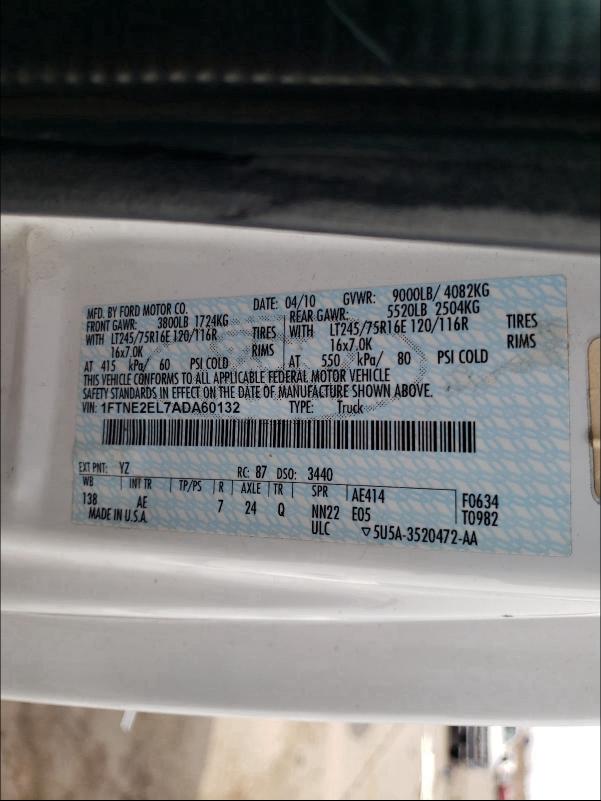 MFD. BY FORD MOTOR CO. DATE: 04/10 GVWR: 9000LB/ 4082KG
FRONT GAWR: 3800LB 1724KG REAR GAWR: 5520LB 2504KG
WITH LT245/75R16E 120/116R TIRES WITH LT245/75R16E 120/116R TIRES
16x7.0K RIMS 16x7.0K RIMS
AT 415 kPa/ 60 PSI COLD AT 550 kPa/ 80 PSI COLD
THIS VEHICLE CONFORMS TO ALL APPLICABLE FEDERAL MOTOR VEHICLE
SAFETY STANDARDS IN EFFECT ON THE DATE OF MANUFACTURE SHOWN ABOVE.
VIN: 1FTNE2EL7ADA60132 TYPE: Truck
EXT PNT: YZ RC: 87 DSO: 3440
WB INT TR TP/PS R AXLE TR SPR AE414 F0634
138 AE 7 24 Q NN22 E05 T0982
MADE IN U.S.A. ULC ▽5U5A-3520472-AA